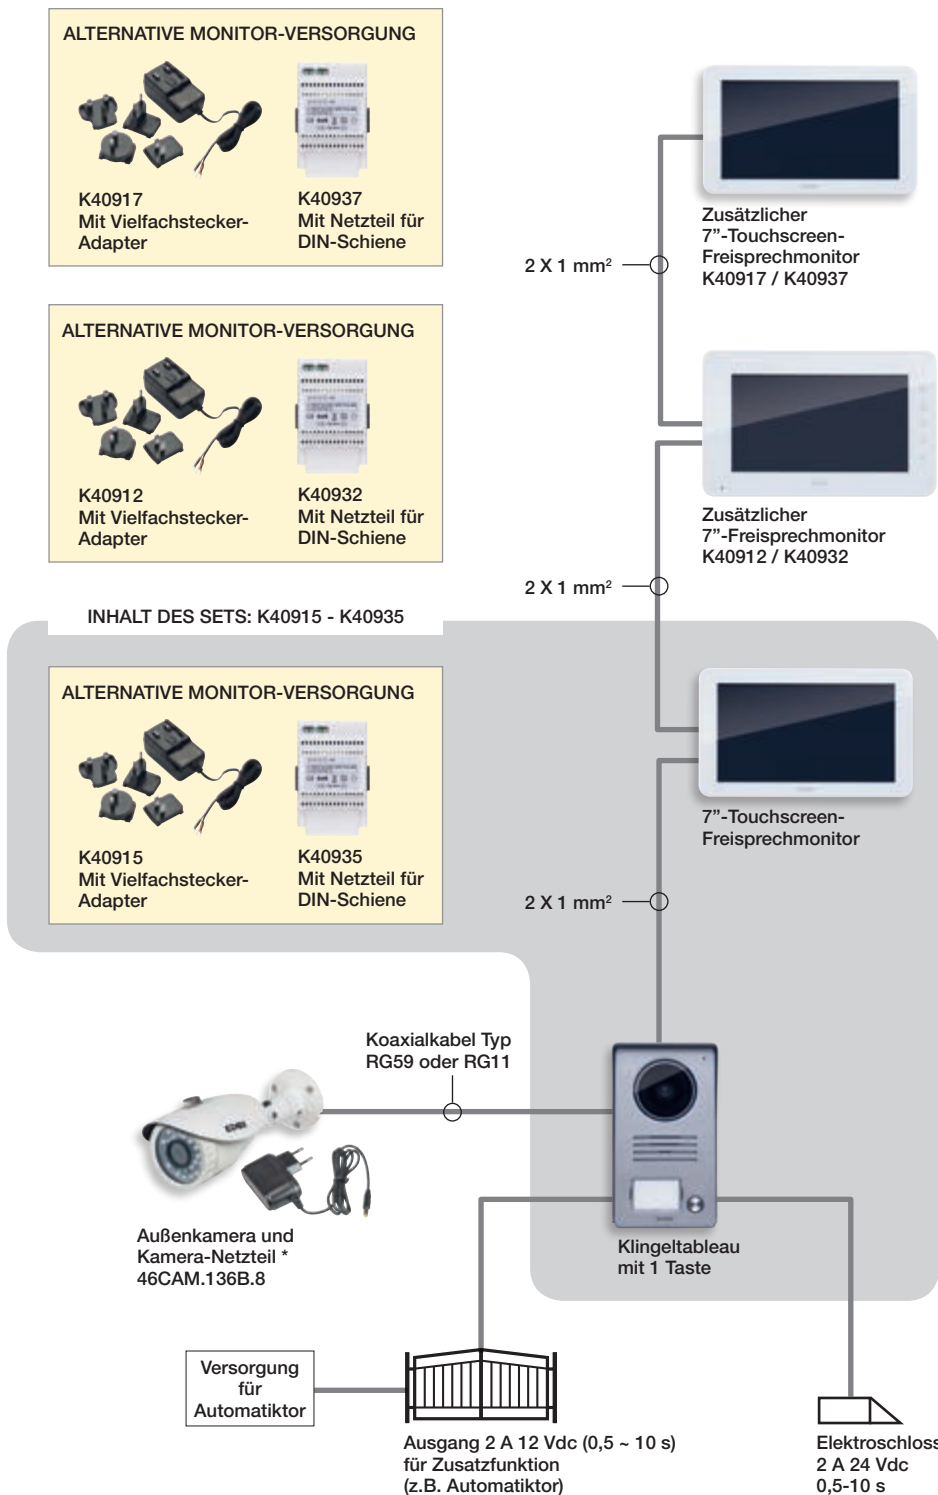 ALTERNATIVE MONITOR-VERSORGUNG
K40917
Mit Vielfachstecker-
Adapter
K40937
Mit Netzteil für
DIN-Schiene
Zusätzlicher
7”-Touchscreen-
Freisprechmonitor
K40917 / K40937
2 X 1 mm²
ALTERNATIVE MONITOR-VERSORGUNG
K40912
Mit Vielfachstecker-
Adapter
K40932
Mit Netzteil für
DIN-Schiene
Zusätzlicher
7”-Freisprechmonitor
K40912 / K40932
2 X 1 mm²
INHALT DES SETS: K40915 - K40935
ALTERNATIVE MONITOR-VERSORGUNG
K40915
Mit Vielfachstecker-
Adapter
K40935
Mit Netzteil für
DIN-Schiene
7”-Touchscreen-
Freisprechmonitor
2 X 1 mm²
Koaxialkabel Typ
RG59 oder RG11
Außenkamera und
Kamera-Netzteil *
46CAM.136B.8
Klingeltableau
mit 1 Taste
Versorgung
für
Automatiktor
Ausgang 2 A 12 Vdc (0,5 ~ 10 s)
für Zusatzfunktion
(z.B. Automatiktor)
Elektroschloss
2 A 24 Vdc
0,5-10 s